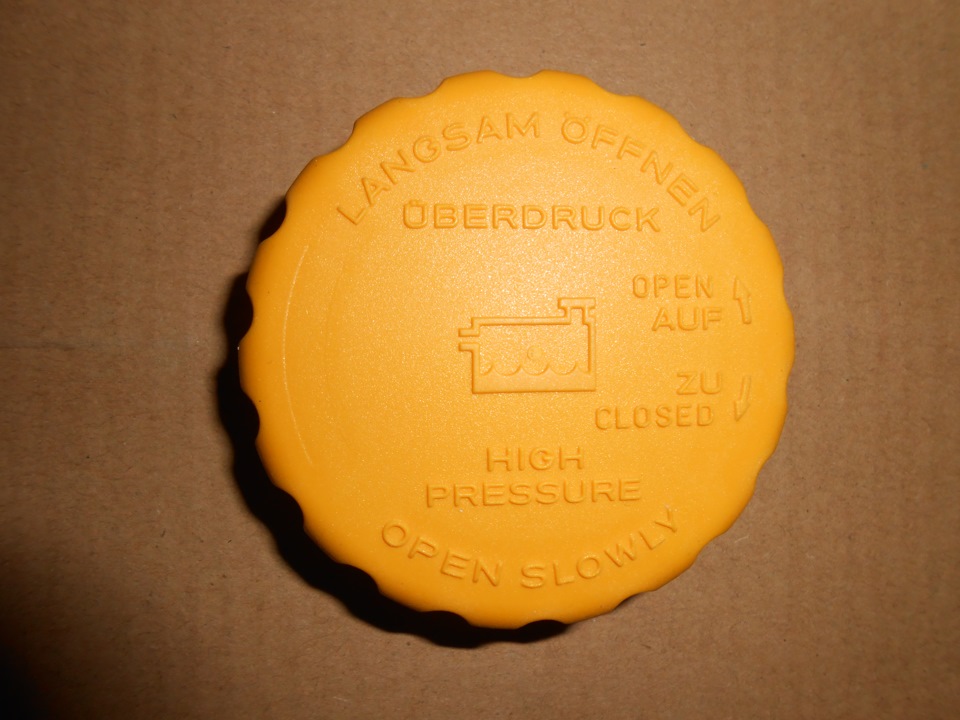 LANGSAM ÖFFNEN
ÜBERDRUCK
OPEN
AUF
ZU
CLOSED
HIGH
PRESSURE
OPEN SLOWLY